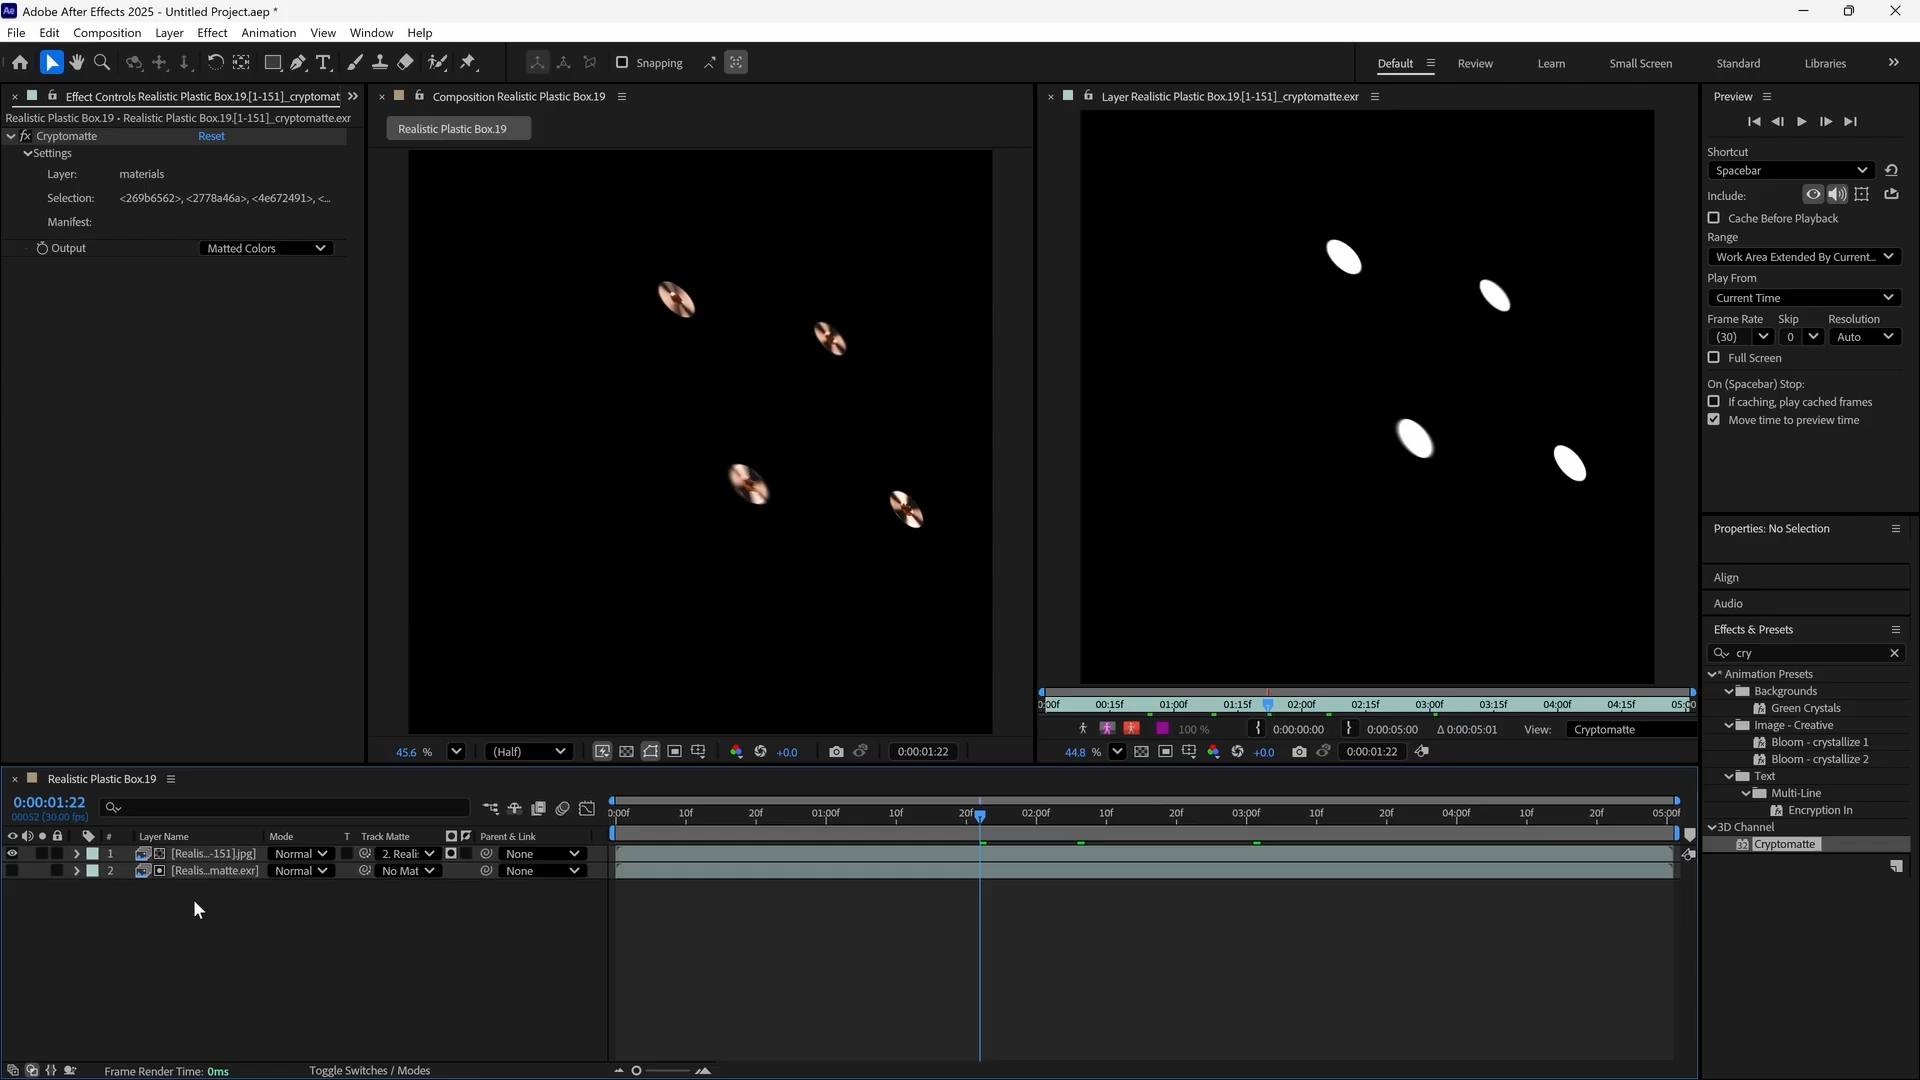 Adobe After Effects 2025 - Untitled Project.aep *
File Edit Composition Layer Effect Animation View Window Help
Snapping
Default Review Learn Small Screen Standard Libraries
Effect Controls Realistic Plastic Box.19.[1-151]_cryptomat
Realistic Plastic Box.19 • Realistic Plastic Box.19.[1-151]_cryptomatte.exr
fx Cryptomatte Reset
Settings
Layer: materials
Selection: <269b6562>, <2778a46a>, <4e672491>, <...
Manifest:
Output Matted Colors
Composition Realistic Plastic Box.19
Realistic Plastic Box.19
45.6 % (Half) +0.0 0:00:01:22
Layer Realistic Plastic Box.19.[1-151]_cryptomatte.exr
0:00f 00:15f 01:00f 01:15f 02:00f 02:15f 03:00f 03:15f 04:00f 04:15f 05:00
100 % 0:00:00:00 0:00:05:00 Δ 0:00:05:01 View: Cryptomatte
44.8 % +0.0 0:00:01:22
Preview
Shortcut
Spacebar
Include:
Cache Before Playback
Range
Work Area Extended By Current...
Play From
Current Time
Frame Rate Skip Resolution
(30) 0 Auto
Full Screen
On (Spacebar) Stop:
If caching, play cached frames
Move time to preview time
Properties: No Selection
Align
Audio
Effects & Presets
cry
* Animation Presets
Backgrounds
Green Crystals
Image - Creative
Bloom - crystallize 1
Bloom - crystallize 2
Text
Multi-Line
Encryption In
3D Channel
32 Cryptomatte
Realistic Plastic Box.19
0:00:01:22
00052 (30.00 fps)
0:00f 10f 20f 01:00f 10f 20f 02:00f 10f 20f 03:00f 10f 20f 04:00f 10f 20f 05:00f
# Layer Name Mode T Track Matte Parent & Link
1 [Realis...-151].jpg] Normal 2. Reali: None
2 [Realis...matte.exr] Normal No Mat None
Frame Render Time: 0ms Toggle Switches / Modes